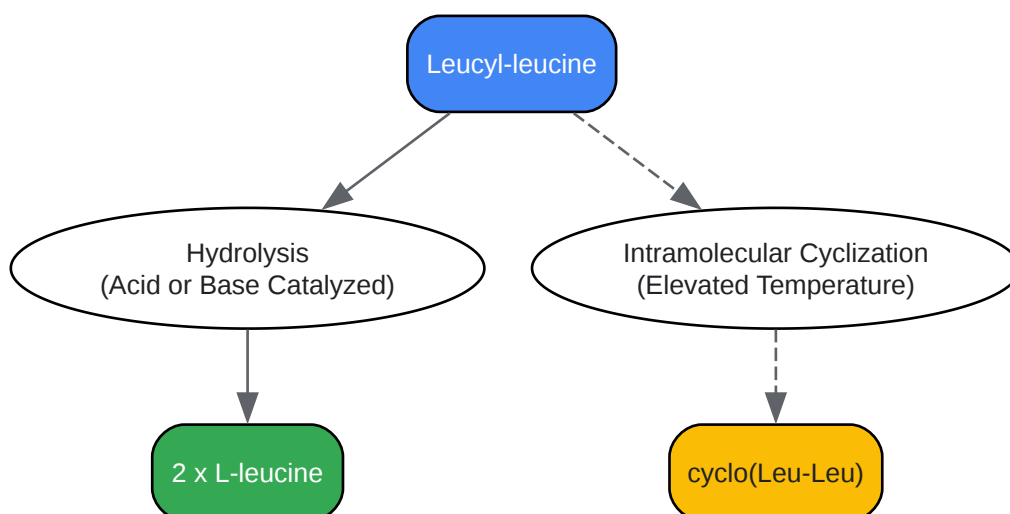 Leucyl-leucine
Hydrolysis
(Acid or Base Catalyzed)
Intramolecular Cyclization
(Elevated Temperature)
2 x L-leucine
cyclo(Leu-Leu)